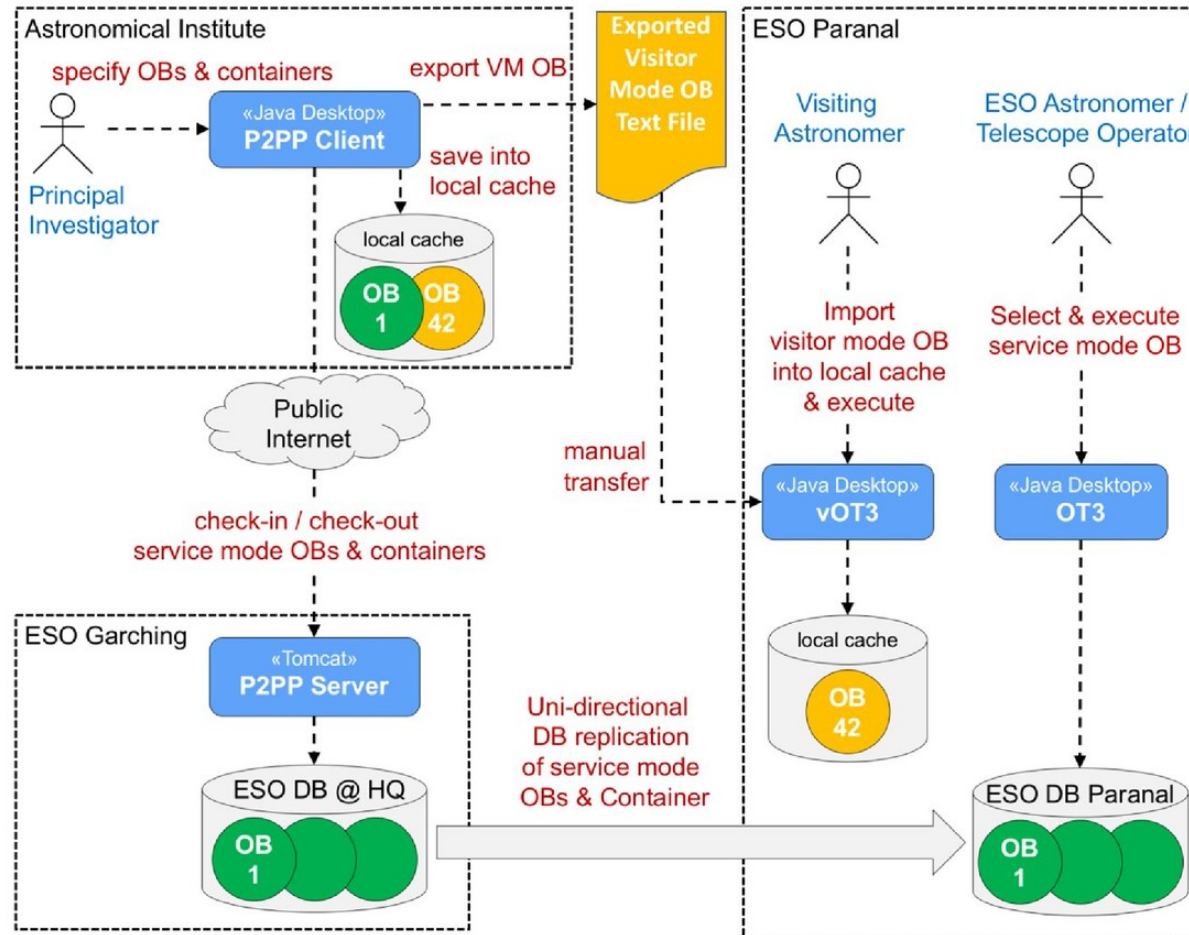 Astronomical Institute
specify OBs & containers
Principal
Investigator
«Java Desktop»
P2PP Client
export VM OB
save into
local cache
local cache
OB
1
OB
42
Exported
Visitor
Mode OB
Text File
Public
Internet
check-in / check-out
service mode OBs & containers
manual
transfer
ESO Garching
«Tomcat»
P2PP Server
ESO DB @ HQ
OB
1
Uni-directional
DB replication
of service mode
OBs & Container
ESO Paranal
Visiting
Astronomer
Import
visitor mode OB
into local cache
& execute
«Java Desktop»
vOT3
local cache
OB
42
ESO Astronomer /
Telescope Operator
Select & execute
service mode OB
«Java Desktop»
OT3
ESO DB Paranal
OB
1